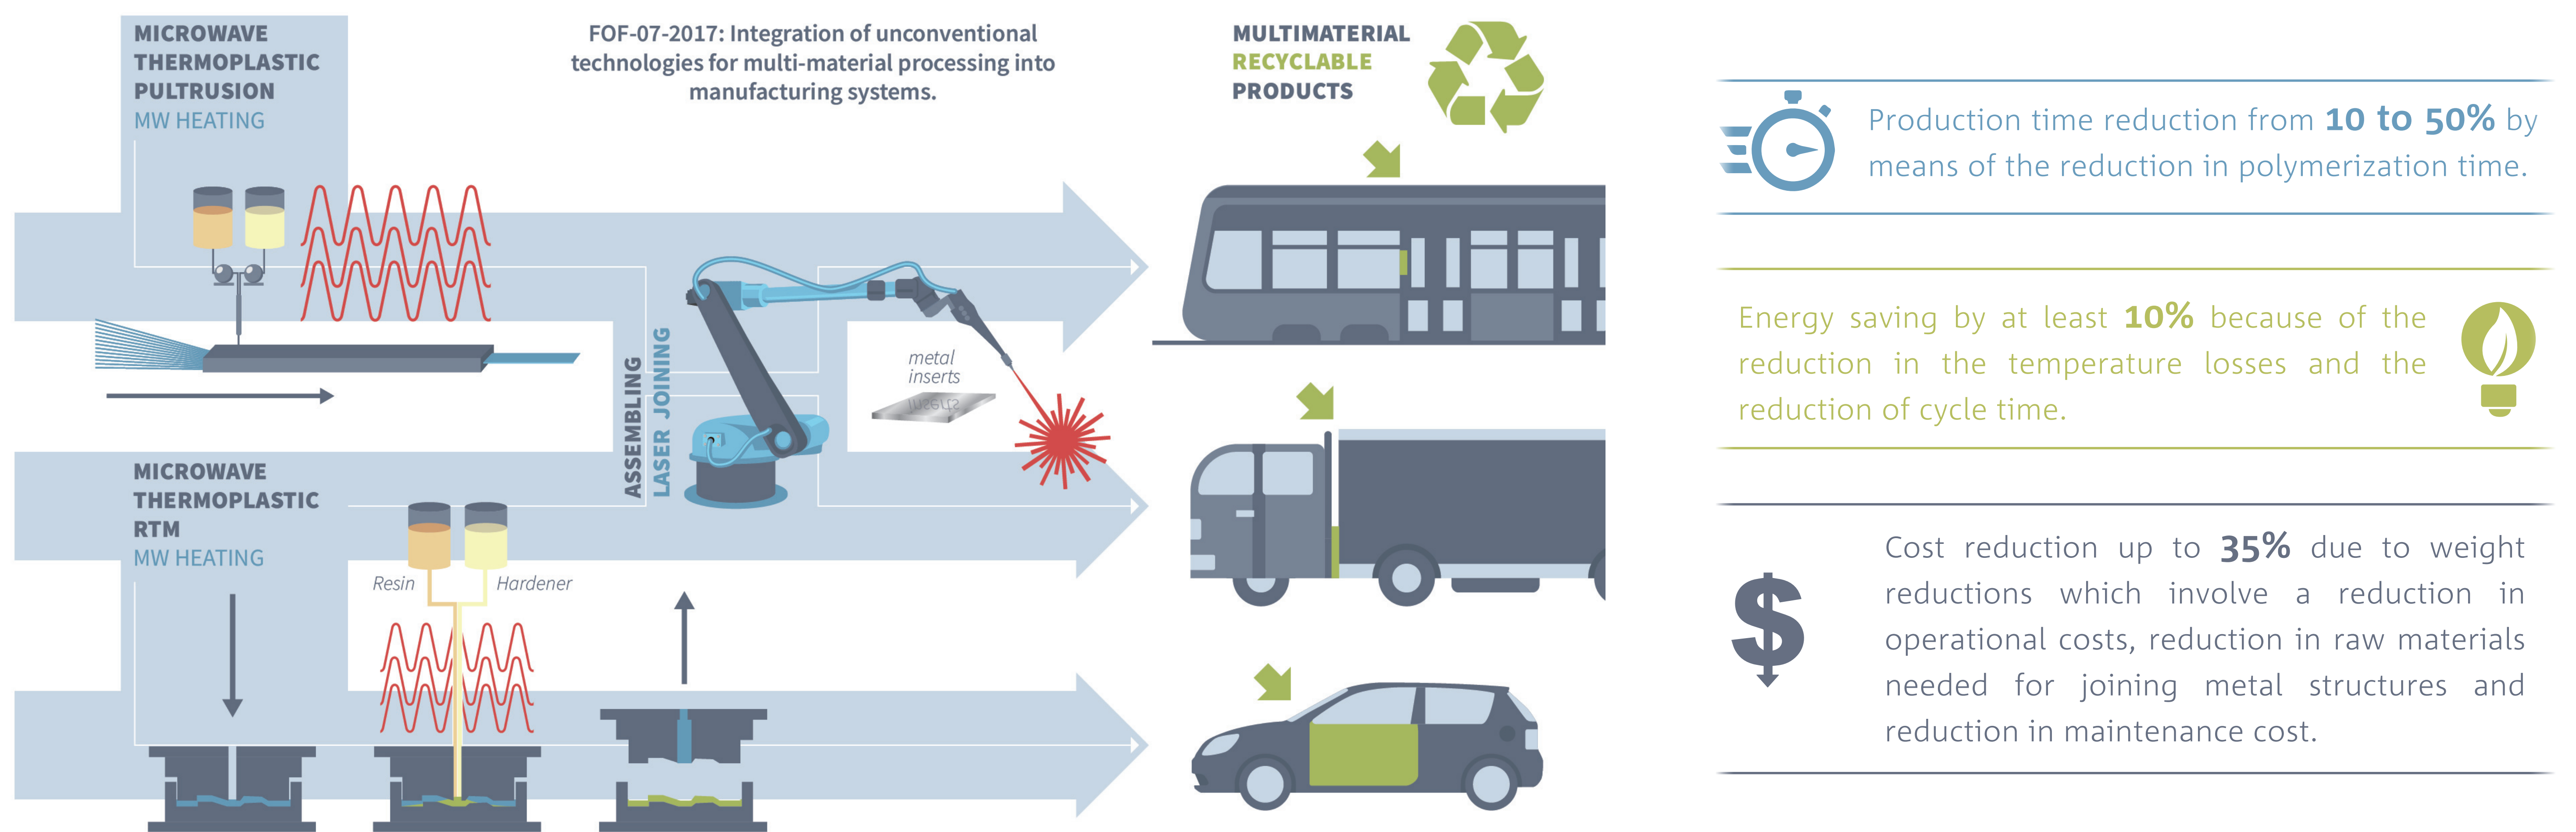 MICROWAVE
THERMOPLASTIC
PULTRUSION
MW HEATING
FOF-07-2017: Integration of unconventional
technologies for multi-material processing into
manufacturing systems.
MULTIMATERIAL
RECYCLABLE
PRODUCTS
ASSEMBLING
LASER JOINING
metal
inserts
inserts
MICROWAVE
THERMOPLASTIC
RTM
MW HEATING
Resin
Hardener
Production time reduction from 10 to 50% by
means of the reduction in polymerization time.
Energy saving by at least 10% because of the
reduction in the temperature losses and the
reduction of cycle time.
$
Cost reduction up to 35% due to weight
reductions which involve a reduction in
operational costs, reduction in raw materials
needed for joining metal structures and
reduction in maintenance cost.